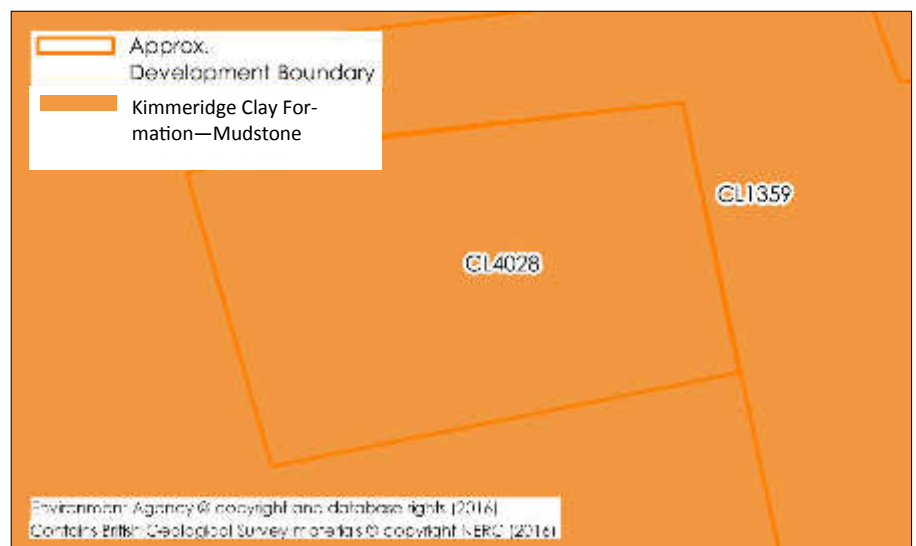 Approx.
Development Boundary
Kimmeridge Clay For-
mation—Mudstone
CL1359
CL4028
Environment Agency © copyright and database rights (2016)
Contains British Geological Survey materials © copyright NERC (2016)